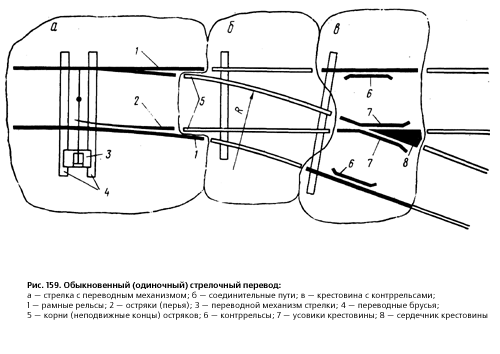 а
б
в
1
2
3
4
5
1
R
6
7
7
8
6
Рис. 159. Обыкновенный (одиночный) стрелочный перевод:
а — стрелка с переводным механизмом; б — соединительные пути; в — крестовина с контррельсами;
1 — рамные рельсы; 2 — остряки (перья); 3 — переводной механизм стрелки; 4 — переводные брусья;
5 — корни (неподвижные концы) остряков; 6 — контррельсы; 7 — усовики крестовины; 8 — сердечник крестовины